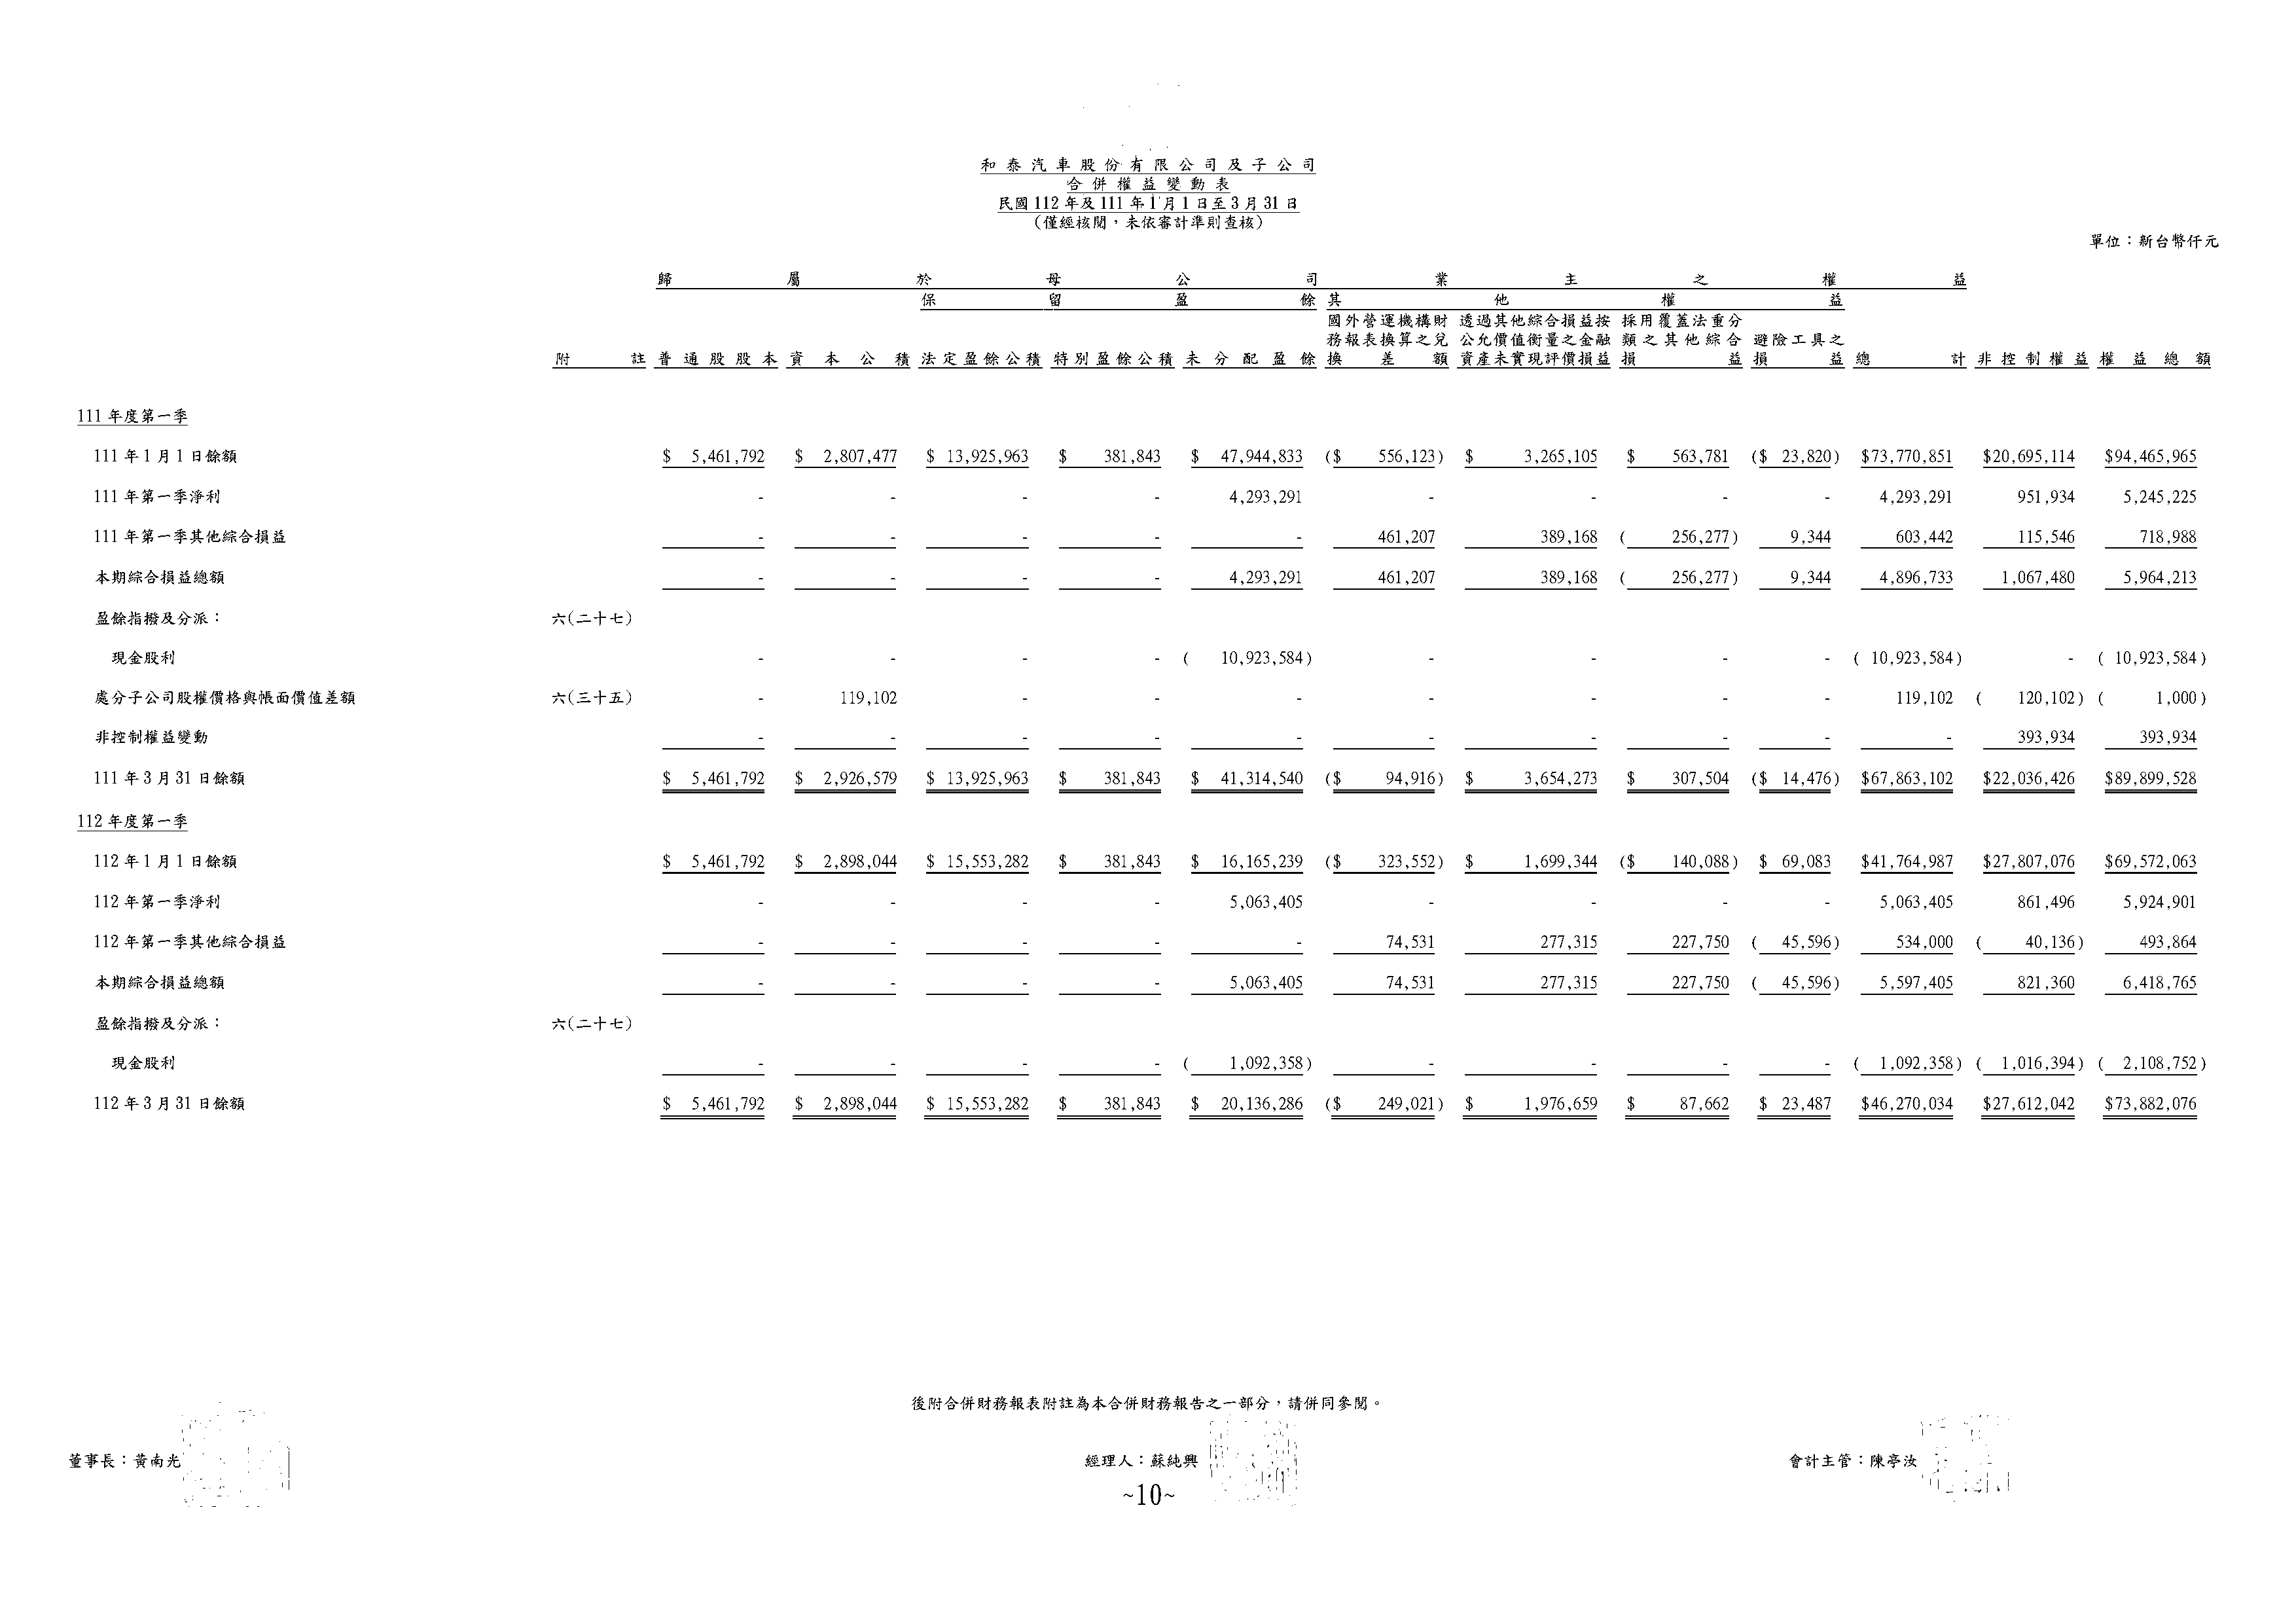 和泰汽車股份有限公司及子公司
合併權益變動表
民國112年及111年1月1日至3月31日
(僅經核閱，未依審計準則查核)
單位：新台幣仟元
歸屬於母公司業主之權益
保留盈餘 其他權益
國外營運機構財 透過其他綜合損益按 採用覆蓋法重分
務報表換算之兌 公允價值衡量之金融 類之其他綜合 避險工具之
附註 普通股股本 資本公積 法定盈餘公積 特別盈餘公積 未分配盈餘 換差額 資產未實現評價損益 損益 損益 總計 非控制權益 權益總額
111年度第一季
111年1月1日餘額 $ 5,461,792 $ 2,807,477 $ 13,925,963 $ 381,843 $ 47,944,833 ($ 556,123) $ 3,265,105 $ 563,781 ($ 23,820) $73,770,851 $20,695,114 $94,465,965
111年第一季淨利 - - - - 4,293,291 - - - - 4,293,291 951,934 5,245,225
111年第一季其他綜合損益 - - - - - 461,207 389,168 ( 256,277) 9,344 603,442 115,546 718,988
本期綜合損益總額 - - - - 4,293,291 461,207 389,168 ( 256,277) 9,344 4,896,733 1,067,480 5,964,213
盈餘指撥及分派： 六(二十七)
現金股利 - - - - ( 10,923,584) - - - - ( 10,923,584) - ( 10,923,584)
處分子公司股權價格與帳面價值差額 六(三十五) - 119,102 - - - - - - - 119,102 ( 120,102) ( 1,000)
非控制權益變動 - - - - - - - - - - 393,934 393,934
111年3月31日餘額 $ 5,461,792 $ 2,926,579 $ 13,925,963 $ 381,843 $ 41,314,540 ($ 94,916) $ 3,654,273 $ 307,504 ($ 14,476) $67,863,102 $22,036,426 $89,899,528
112年度第一季
112年1月1日餘額 $ 5,461,792 $ 2,898,044 $ 15,553,282 $ 381,843 $ 16,165,239 ($ 323,552) $ 1,699,344 ($ 140,088) $ 69,083 $41,764,987 $27,807,076 $69,572,063
112年第一季淨利 - - - - 5,063,405 - - - - 5,063,405 861,496 5,924,901
112年第一季其他綜合損益 - - - - - 74,531 277,315 227,750 ( 45,596) 534,000 ( 40,136) 493,864
本期綜合損益總額 - - - - 5,063,405 74,531 277,315 227,750 ( 45,596) 5,597,405 821,360 6,418,765
盈餘指撥及分派： 六(二十七)
現金股利 - - - - ( 1,092,358) - - - - ( 1,092,358) ( 1,016,394) ( 2,108,752)
112年3月31日餘額 $ 5,461,792 $ 2,898,044 $ 15,553,282 $ 381,843 $ 20,136,286 ($ 249,021) $ 1,976,659 $ 87,662 $ 23,487 $46,270,034 $27,612,042 $73,882,076
後附合併財務報表附註為本合併財務報告之一部分，請併同參閱。
董事長：黃南光 經理人：蘇純興 會計主管：陳亭汝
~10~